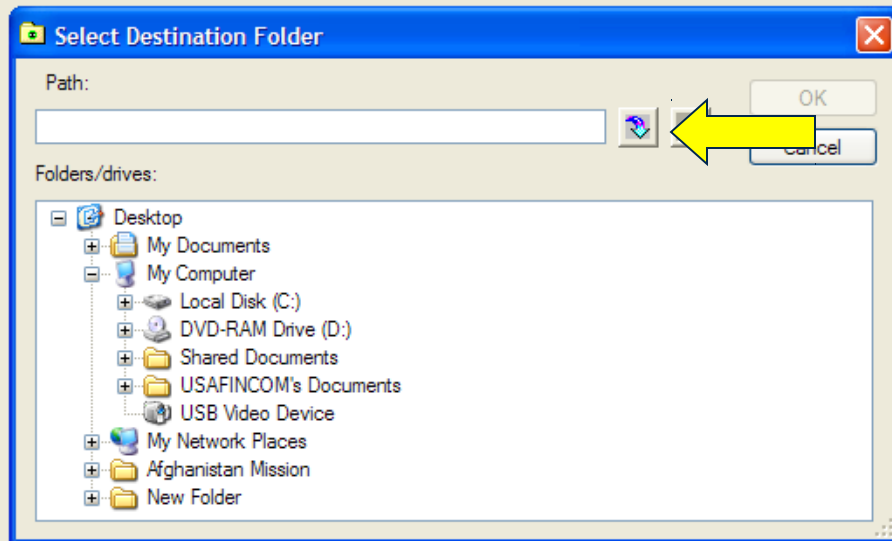 Select Destination Folder
Path:
OK
Cancel
Folders/drives:
Desktop
My Documents
My Computer
Local Disk (C:)
DVD-RAM Drive (D:)
Shared Documents
USAFINCOM's Documents
USB Video Device
My Network Places
Afghanistan Mission
New Folder